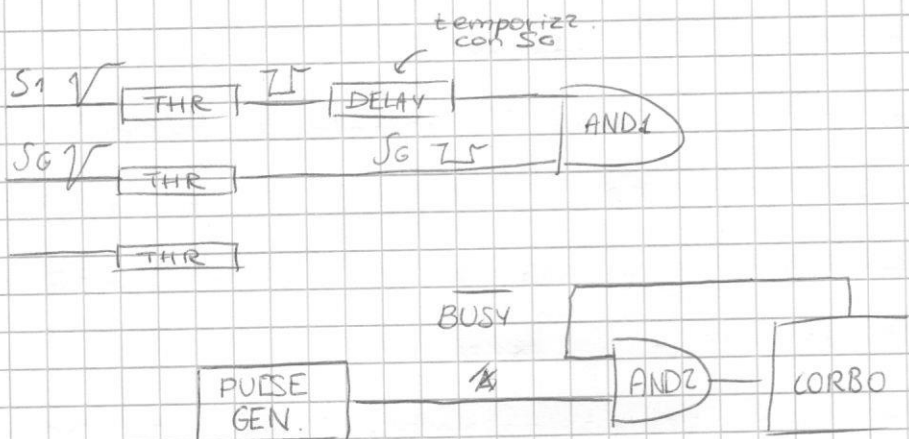 temporizz.
con SG
S1
THR
DELAY
AND1
SG
THR
SG
THR
BUSY
PULSE
GEN.
AND2
CORBO